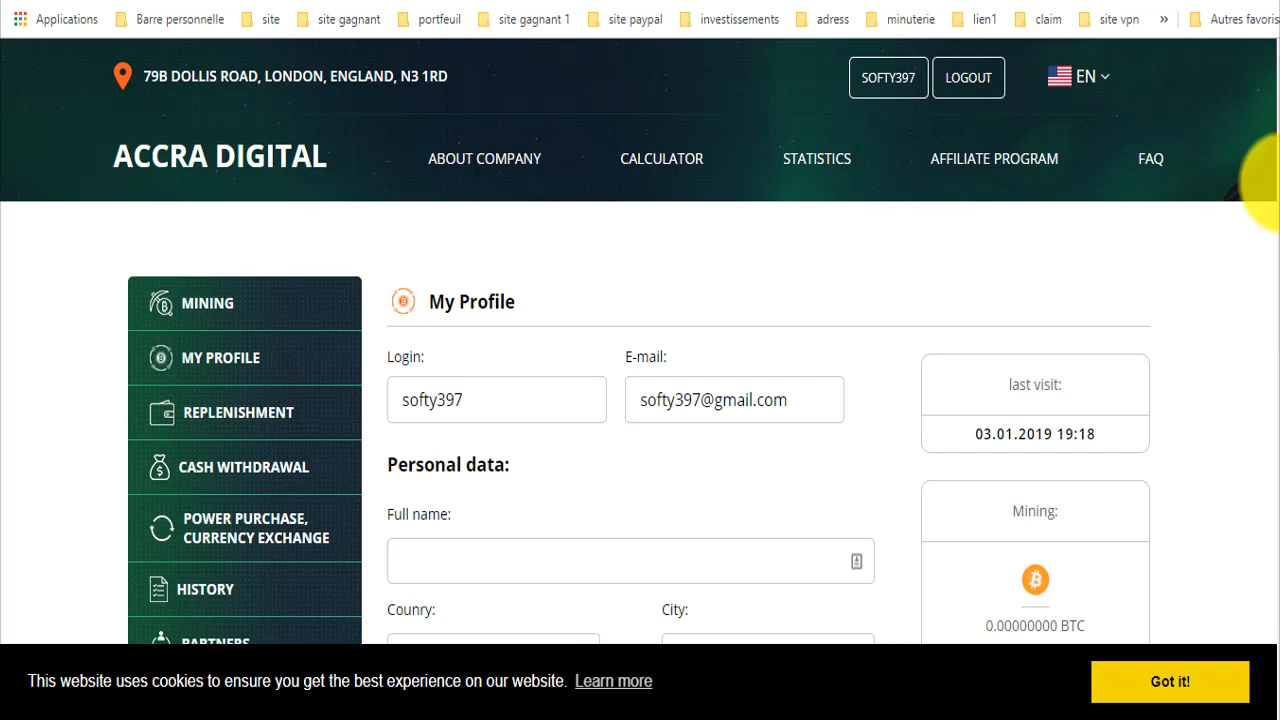 Applications Barre personnelle site site gagnant portfeuil site gagnant 1 site paypal investissements adress minuterie lien1 claim site vpn » Autres favoris
79B DOLLIS ROAD, LONDON, ENGLAND, N3 1RD SOFTY397 LOGOUT EN
ACCRA DIGITAL ABOUT COMPANY CALCULATOR STATISTICS AFFILIATE PROGRAM FAQ
MINING
MY PROFILE
REPLENISHMENT
CASH WITHDRAWAL
POWER PURCHASE,
CURRENCY EXCHANGE
HISTORY
PARTNERS
My Profile
Login: E-mail:
softy397 softy397@gmail.com
Personal data:
Full name:
Counry: City:
last visit:
03.01.2019 19:18
Mining:
0.00000000 BTC
This website uses cookies to ensure you get the best experience on our website. Learn more Got it!